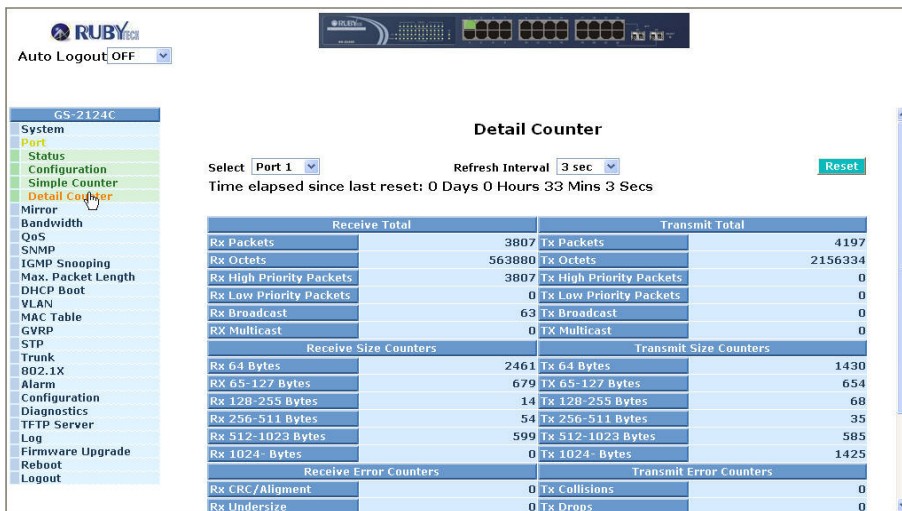 RUBYTECH
Auto Logout OFF
GS-2124C
System
Port
Status
Configuration
Simple Counter
Detail Counter
Mirror
Bandwidth
QoS
SNMP
IGMP Snooping
Max. Packet Length
DHCP Boot
VLAN
MAC Table
GVRP
STP
Trunk
802.1X
Alarm
Configuration
Diagnostics
TFTP Server
Log
Firmware Upgrade
Reboot
Logout
Detail Counter
Select Port 1 Refresh Interval 3 sec Reset
Time elapsed since last reset: 0 Days 0 Hours 33 Mins 3 Secs
Receive Total Transmit Total
Rx Packets 3807 Tx Packets 4197
Rx Octets 563880 Tx Octets 2156334
Rx High Priority Packets 3807 Tx High Priority Packets 0
Rx Low Priority Packets 0 Tx Low Priority Packets 0
Rx Broadcast 63 Tx Broadcast 0
RX Multicast 0 TX Multicast 0
Receive Size Counters Transmit Size Counters
Rx 64 Bytes 2461 Tx 64 Bytes 1430
RX 65-127 Bytes 679 TX 65-127 Bytes 654
Rx 128-255 Bytes 14 Tx 128-255 Bytes 68
Rx 256-511 Bytes 54 Tx 256-511 Bytes 35
Rx 512-1023 Bytes 599 Tx 512-1023 Bytes 585
Rx 1024- Bytes 0 Tx 1024- Bytes 1425
Receive Error Counters Transmit Error Counters
Rx CRC/Aligment 0 Tx Collisions 0
Rx Undersize 0 Tx Drops 0